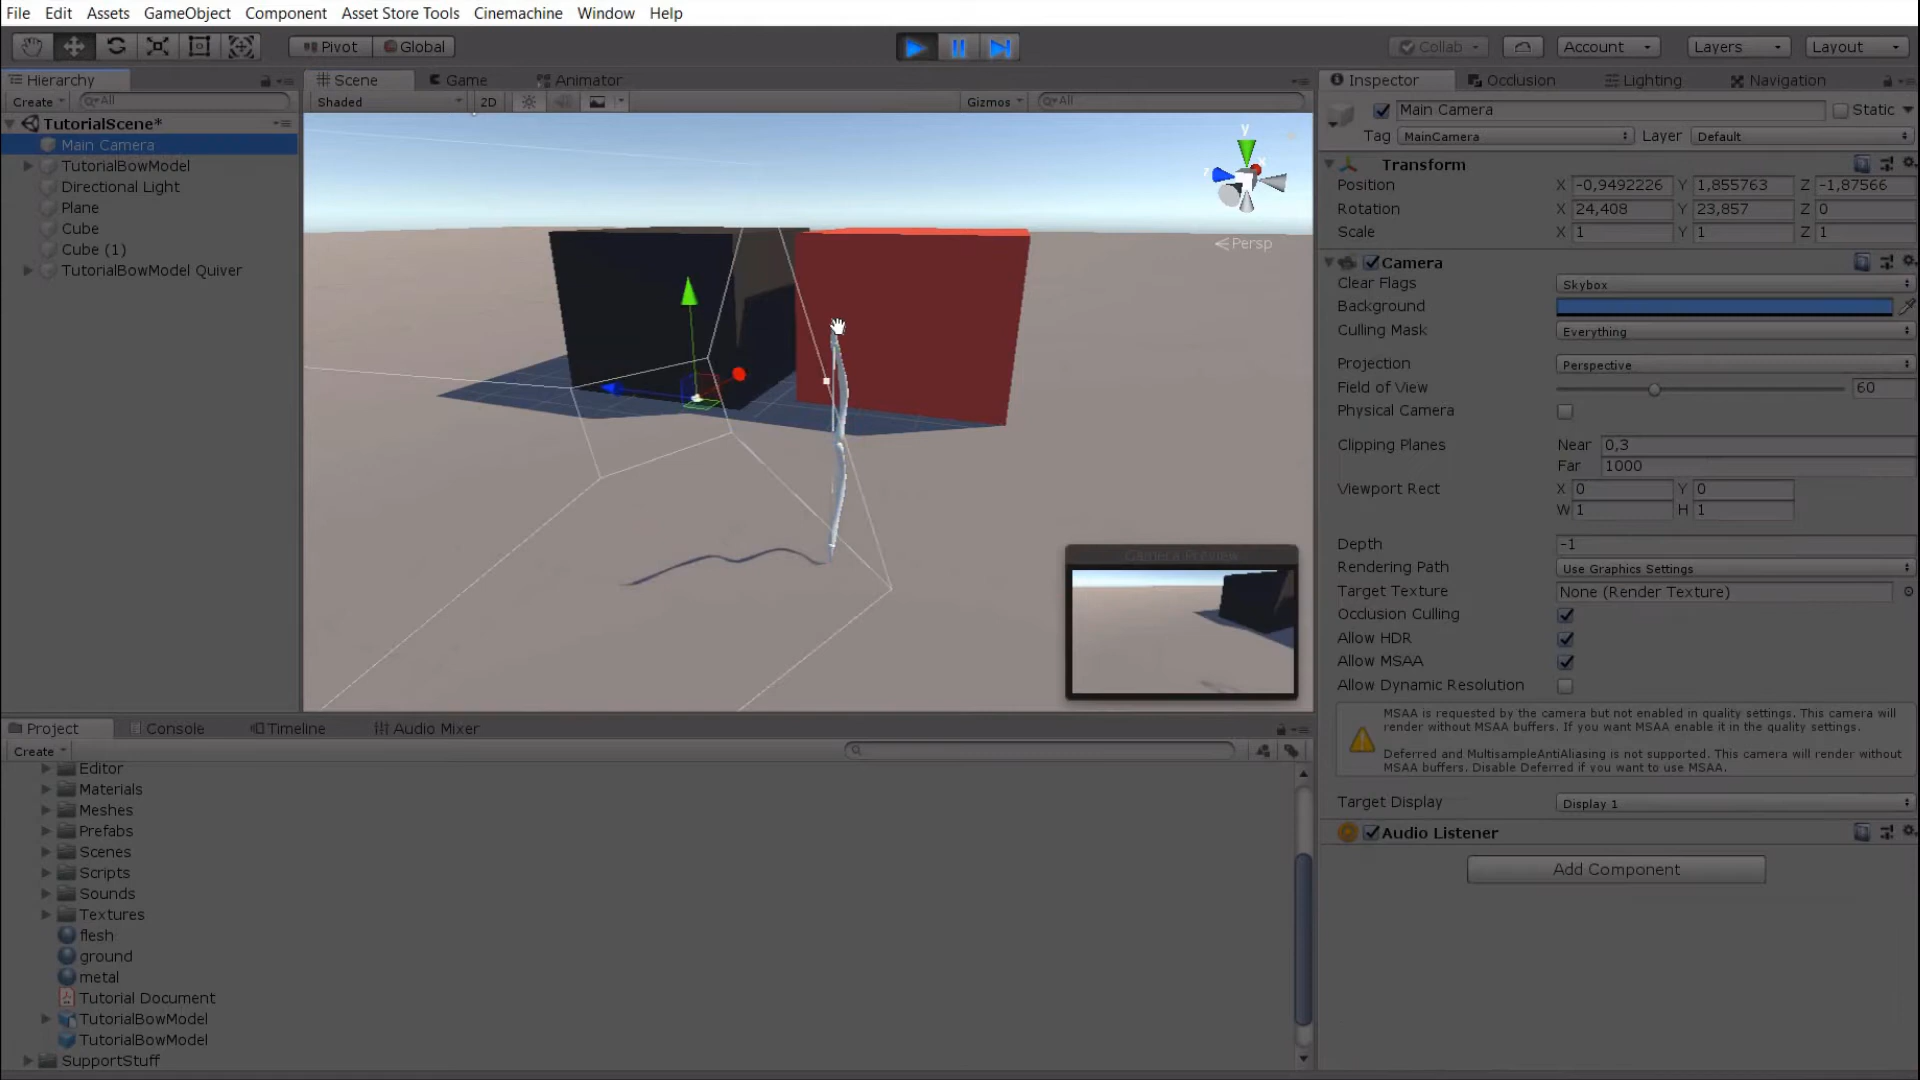 File Edit Assets GameObject Component Asset Store Tools Cinemachine Window Help
Pivot Global Collab Account Layers Layout
Hierarchy
Create All
TutorialScene*
Main Camera
TutorialBowModel
Directional Light
Plane
Cube
Cube (1)
TutorialBowModel Quiver
Scene Game Animator
Shaded 2D Gizmos All
y
x
Persp
Camera Preview
Inspector Occlusion Lighting Navigation
Main Camera Static
Tag MainCamera Layer Default
Transform
Position X -0,9492226 Y 1,855763 Z -1,87566
Rotation X 24,408 Y 23,857 Z 0
Scale X 1 Y 1 Z 1
Camera
Clear Flags Skybox
Background
Culling Mask Everything
Projection Perspective
Field of View 60
Physical Camera
Clipping Planes Near 0,3
Far 1000
Viewport Rect X 0 Y 0
W 1 H 1
Depth -1
Rendering Path Use Graphics Settings
Target Texture None (Render Texture)
Occlusion Culling
Allow HDR
Allow MSAA
Allow Dynamic Resolution
MSAA is requested by the camera but not enabled in quality settings. This camera will
render without MSAA buffers. If you want MSAA enable it in the quality settings.
Deferred and MultisampleAntiAliasing is not supported. This camera will render without
MSAA buffers. Disable Deferred if you want to use MSAA.
Target Display Display 1
Audio Listener
Add Component
Project Console Timeline Audio Mixer
Create
Editor
Materials
Meshes
Prefabs
Scenes
Scripts
Sounds
Textures
flesh
ground
metal
Tutorial Document
TutorialBowModel
TutorialBowModel
SupportStuff